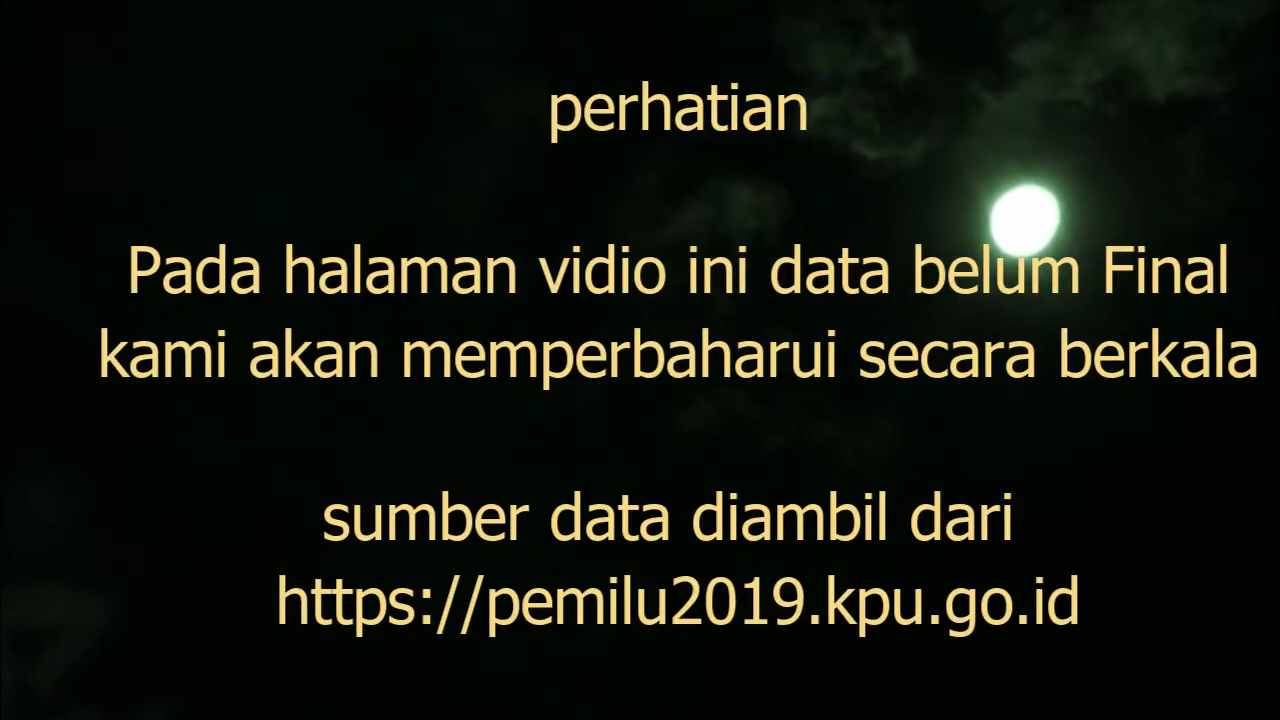 perhatian
Pada halaman vidio ini data belum Final
kami akan memperbaharui secara berkala
sumber data diambil dari
https://pemilu2019.kpu.go.id